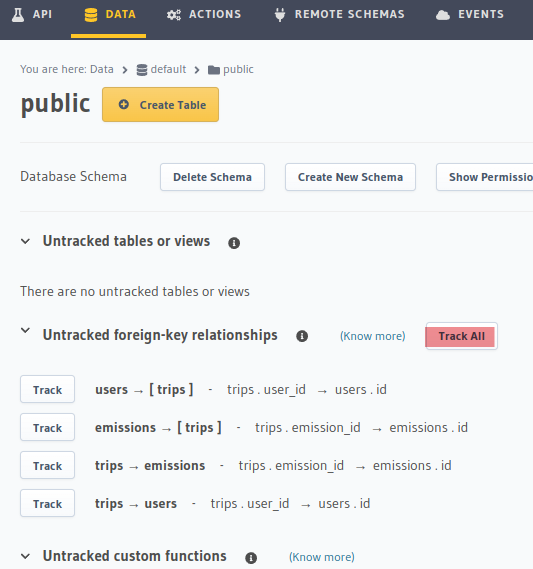 API DATA ACTIONS REMOTE SCHEMAS EVENTS
You are here: Data > default > public
public Create Table
Database Schema Delete Schema Create New Schema Show Permissio
Untracked tables or views
There are no untracked tables or views
Untracked foreign-key relationships (Know more) Track All
Track users → [ trips ] - trips . user_id → users . id
Track emissions → [ trips ] - trips . emission_id → emissions . id
Track trips → emissions - trips . emission_id → emissions . id
Track trips → users - trips . user_id → users . id
Untracked custom functions (Know more)